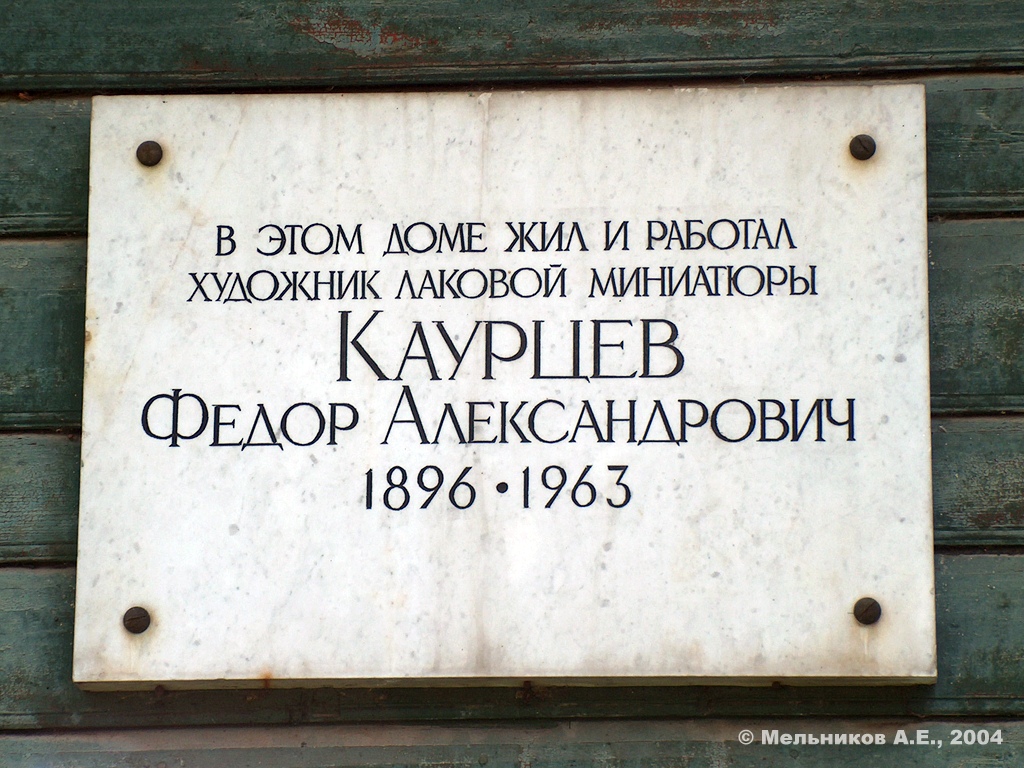 В ЭТОМ ДОМЕ ЖИЛ И РАБОТАЛ
ХУДОЖНИК ЛАКОВОЙ МИНИАТЮРЫ
КАУРЦЕВ
ФЕДОР АЛЕКСАНДРОВИЧ
1896 • 1963
© Мельников А.Е., 2004